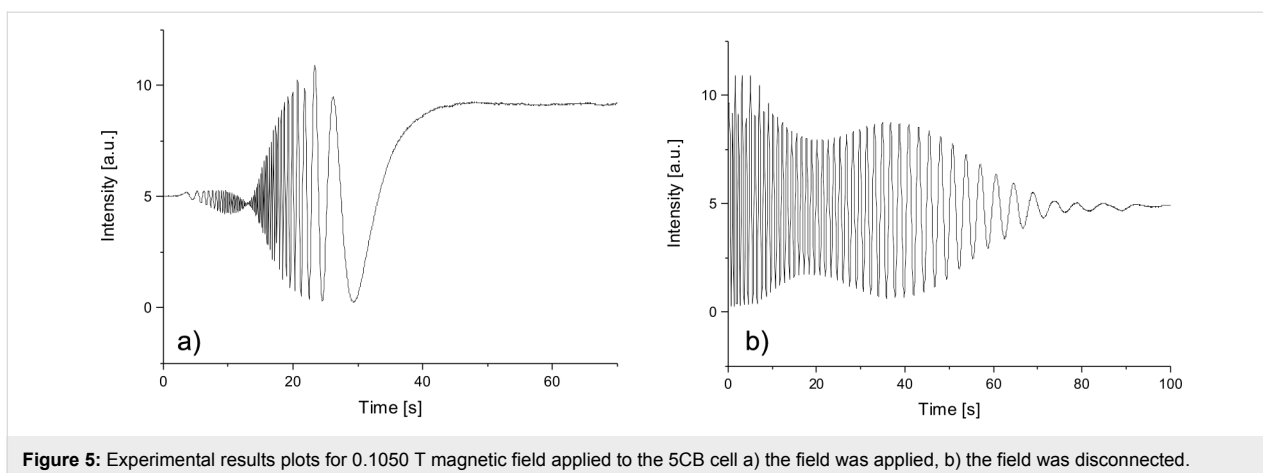 10
5
0
Intensity [a.u.]
a)
0 20 40 60
Time [s]
10
5
0
Intensity [a.u.]
b)
0 20 40 60 80 100
Time [s]
Figure 5: Experimental results plots for 0.1050 T magnetic field applied to the 5CB cell a) the field was applied, b) the field was disconnected.